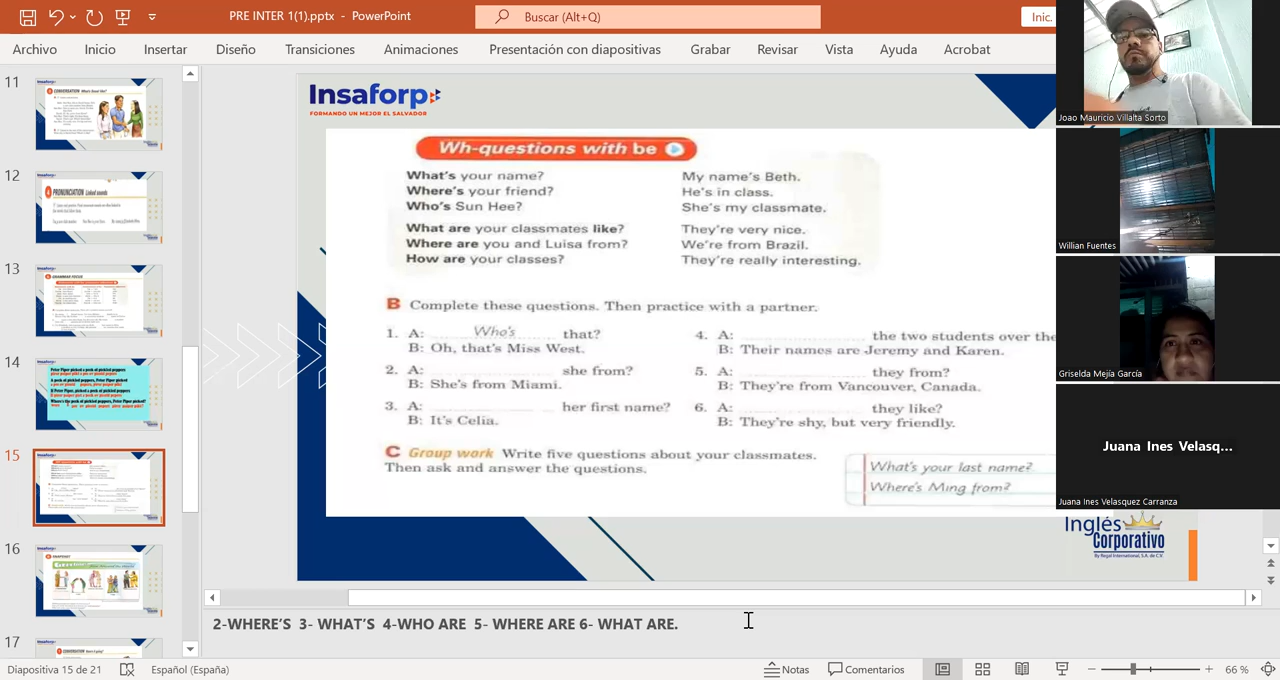 PRE INTER 1(1).pptx - PowerPoint
Buscar (Alt+Q)
Inic.
Archivo Inicio Insertar Diseño Transiciones Animaciones Presentación con diapositivas Grabar Revisar Vista Ayuda Acrobat
11
12
13
14
15
16
17
Insaforp
FORMANDO UN MEJOR EL SALVADOR
Wh-questions with be
What's your name? My name's Beth.
Where's your friend? He's in class.
Who's Sun Hee? She's my classmate.
What are your classmates like? They're very nice.
Where are you and Luisa from? We're from Brazil.
How are your classes? They're really interesting.
B Complete these questions. Then practice with a partner.
1. A: Who's that?
B: Oh, that's Miss West.
2. A: she from?
B: She's from Miami.
3. A: her first name?
B: It's Celia.
4. A: the two students over the
B: Their names are Jeremy and Karen.
5. A: they from?
B: They're from Vancouver, Canada.
6. A: they like?
B: They're shy, but very friendly.
C Group work Write five questions about your classmates.
Then ask and answer the questions.
What's your last name?
Where's Ming from?
Inglés
Corporativo
By Regal International, S.A. de C.V.
Joao Mauricio Villalta Sorto
Willian Fuentes
Griselda Mejía García
Juana Ines Velasq...
Juana Ines Velasquez Carranza
2-WHERE'S 3- WHAT'S 4-WHO ARE 5- WHERE ARE 6- WHAT ARE.
Diapositiva 15 de 21 Español (España) Notas Comentarios 66 %